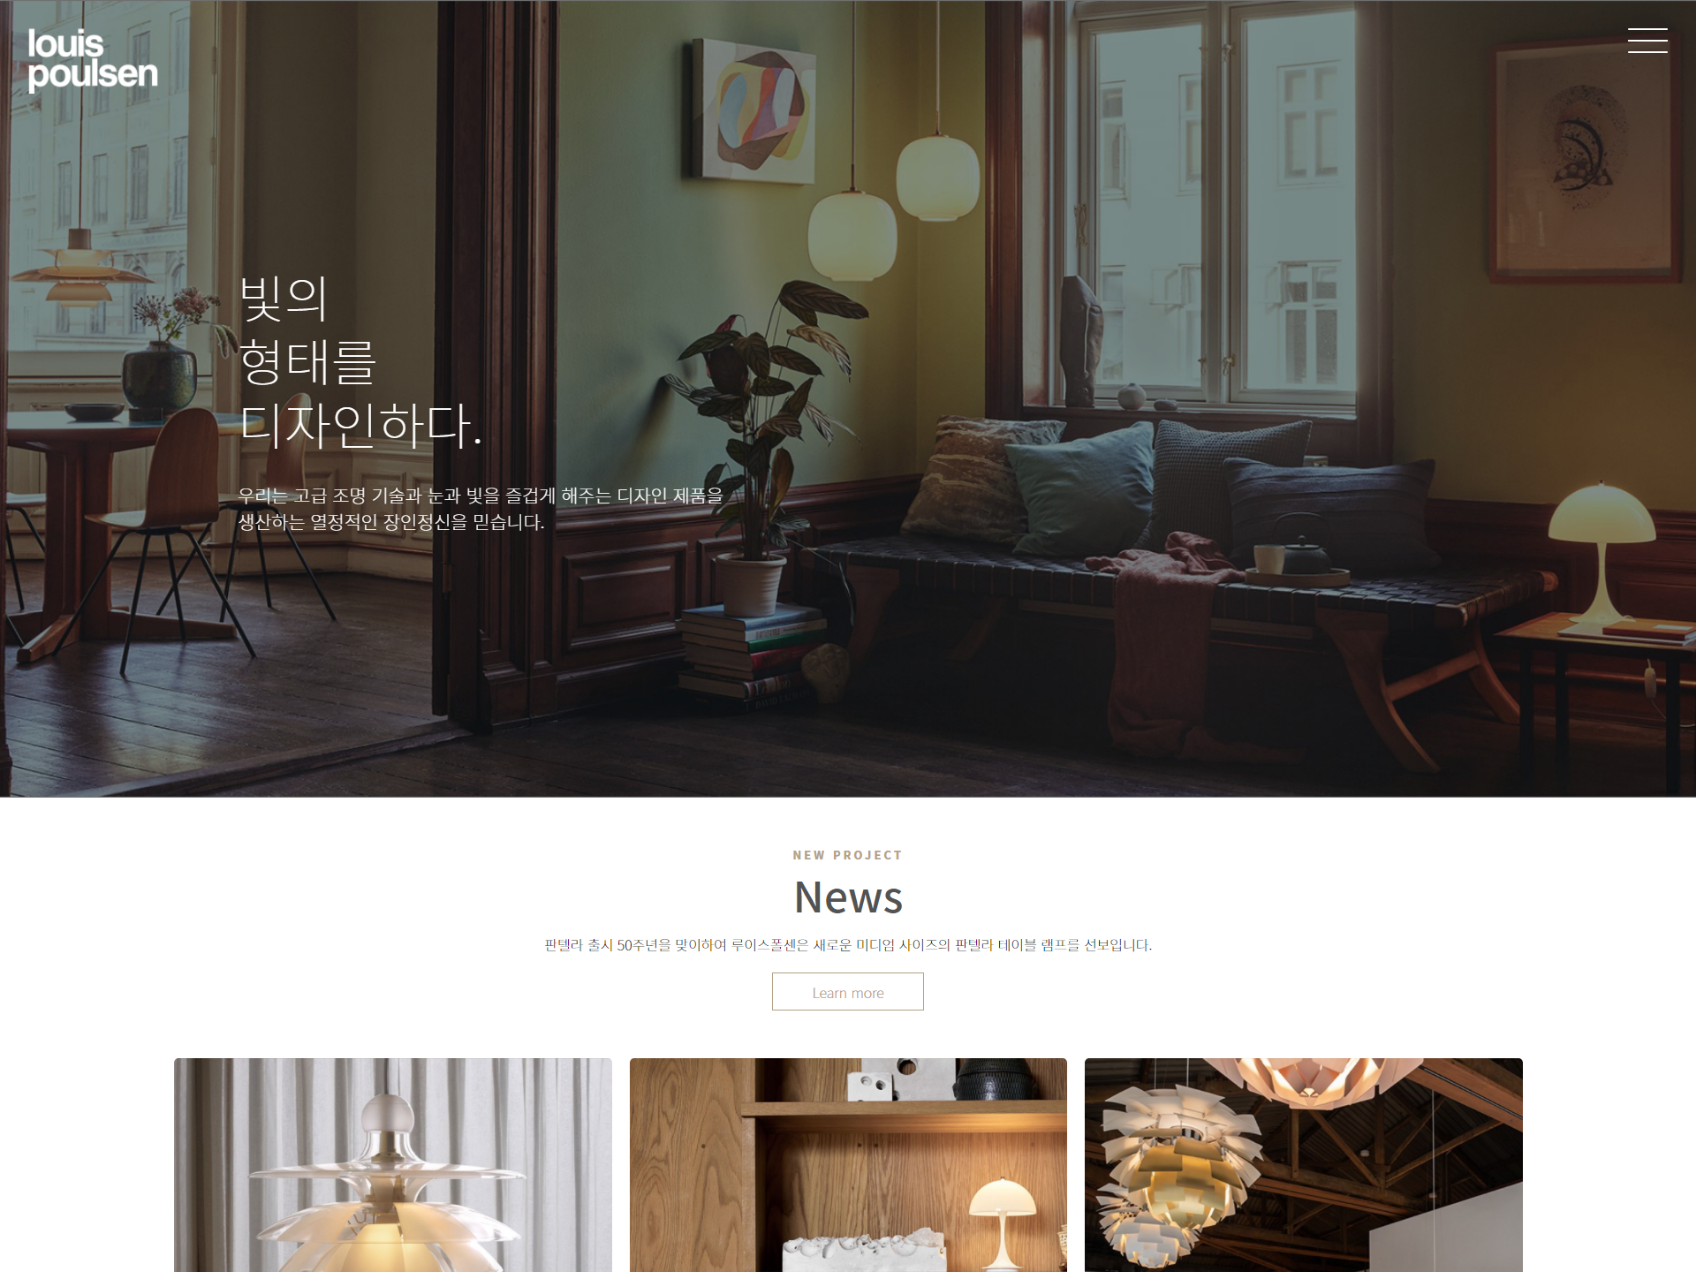 louis
poulsen
빛의
형태를
디자인하다.
우리는 고급 조명 기술과 눈과 빛을 즐겁게 해주는 디자인 제품을
생산하는 열정적인 장인정신을 믿습니다.
NEW PROJECT
News
판텔라 출시 50주년을 맞이하여 루이스폴센은 새로운 미디엄 사이즈의 판텔라 테이블 램프를 선보입니다.
Learn more